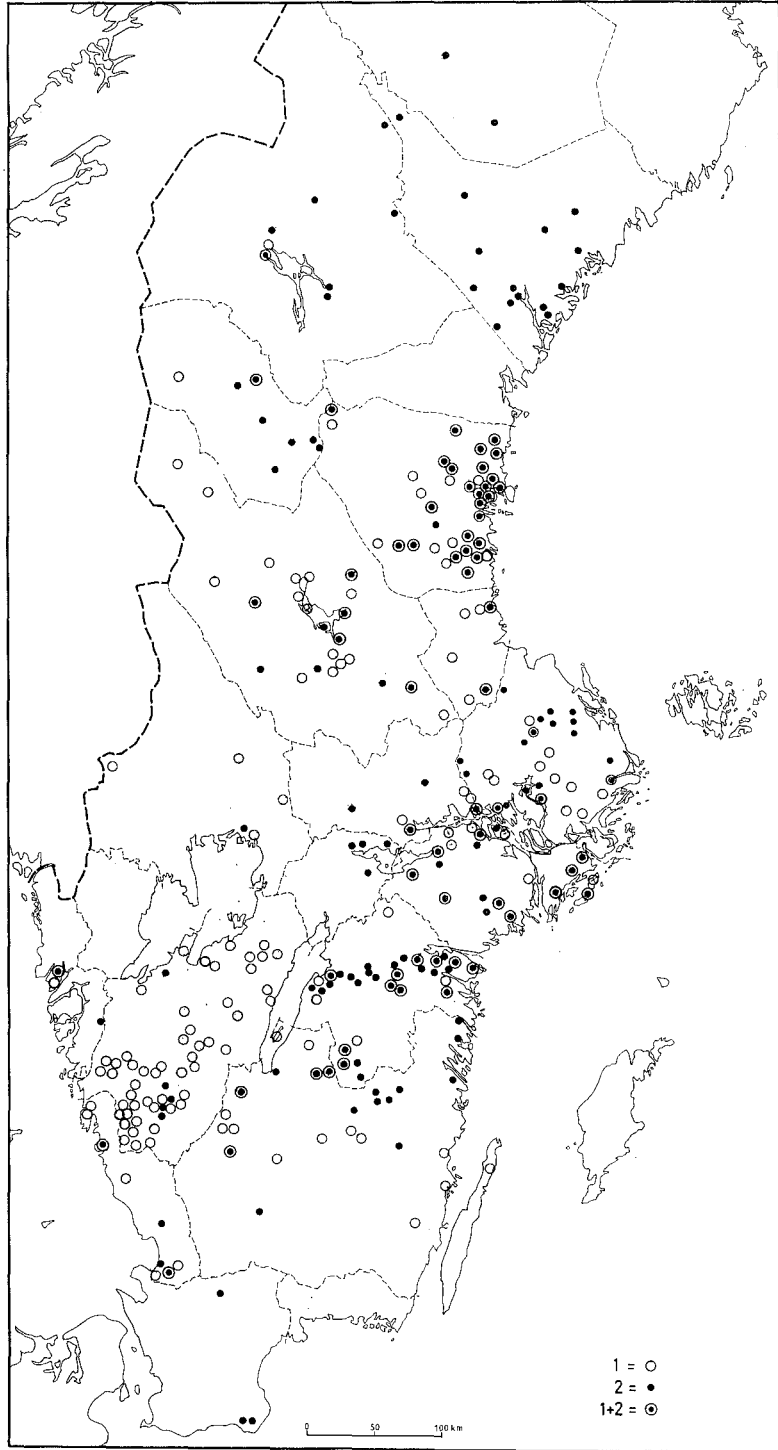 1 = ○
2 = ●
1+2 = ◉
0 50 100 km